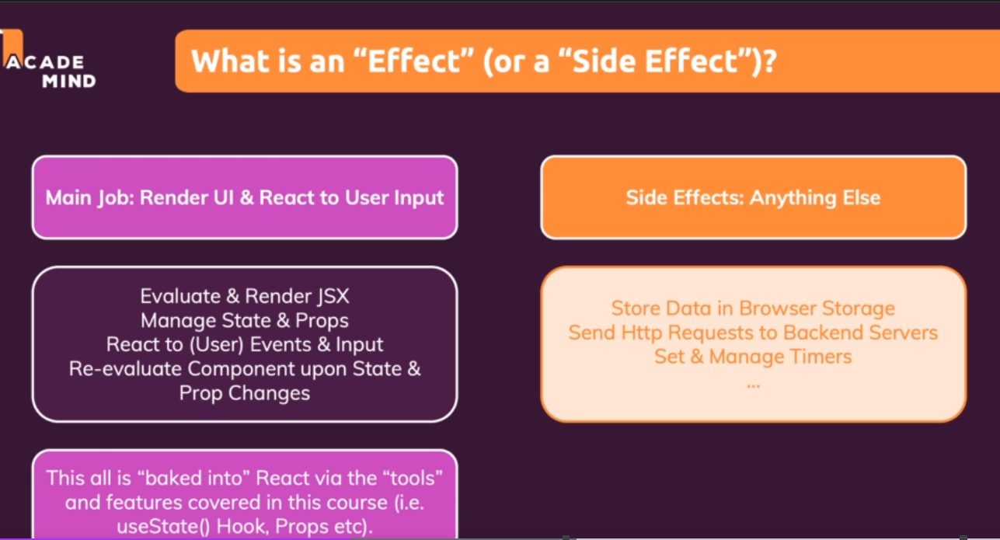 ACADE
MIND
What is an “Effect” (or a “Side Effect”)?
Main Job: Render UI & React to User Input
Evaluate & Render JSX
Manage State & Props
React to (User) Events & Input
Re-evaluate Component upon State &
Prop Changes
This all is “baked into” React via the “tools”
and features covered in this course (i.e.
useState() Hook, Props etc).
Side Effects: Anything Else
Store Data in Browser Storage
Send Http Requests to Backend Servers
Set & Manage Timers
...